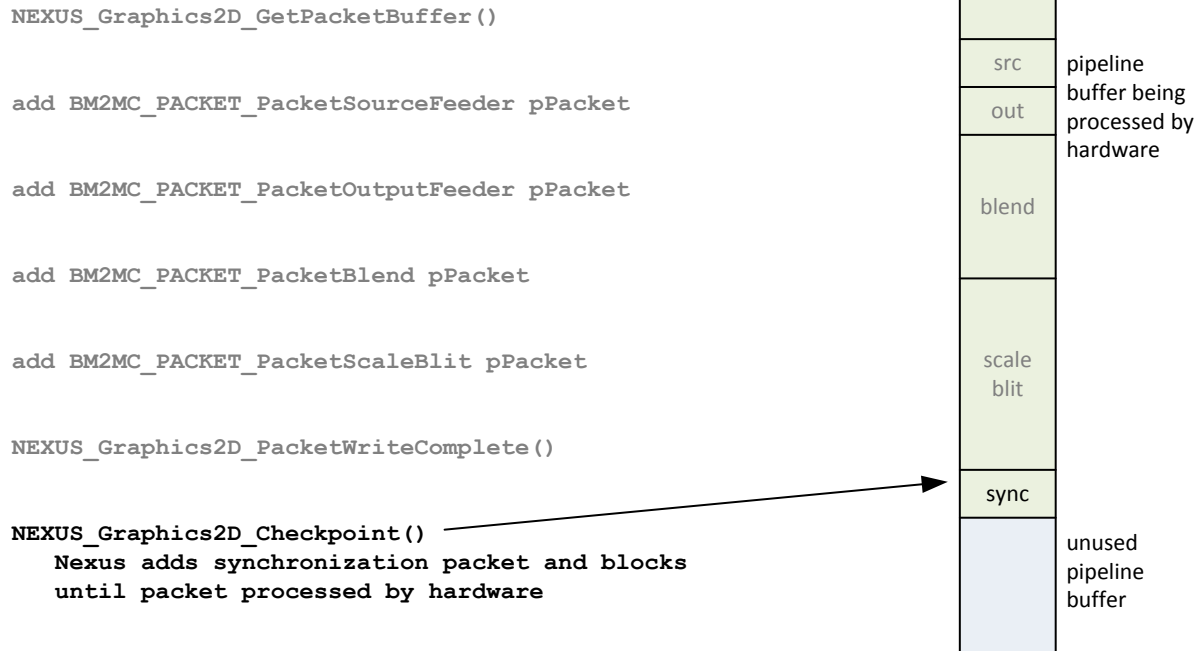 NEXUS_Graphics2D_GetPacketBuffer()
add BM2MC_PACKET_PacketSourceFeeder pPacket
add BM2MC_PACKET_PacketOutputFeeder pPacket
add BM2MC_PACKET_PacketBlend pPacket
add BM2MC_PACKET_PacketScaleBlit pPacket
NEXUS_Graphics2D_PacketWriteComplete()
NEXUS_Graphics2D_Checkpoint()
Nexus adds synchronization packet and blocks
until packet processed by hardware
src
out
blend
scale
blit
sync
pipeline
buffer being
processed by
hardware
unused
pipeline
buffer